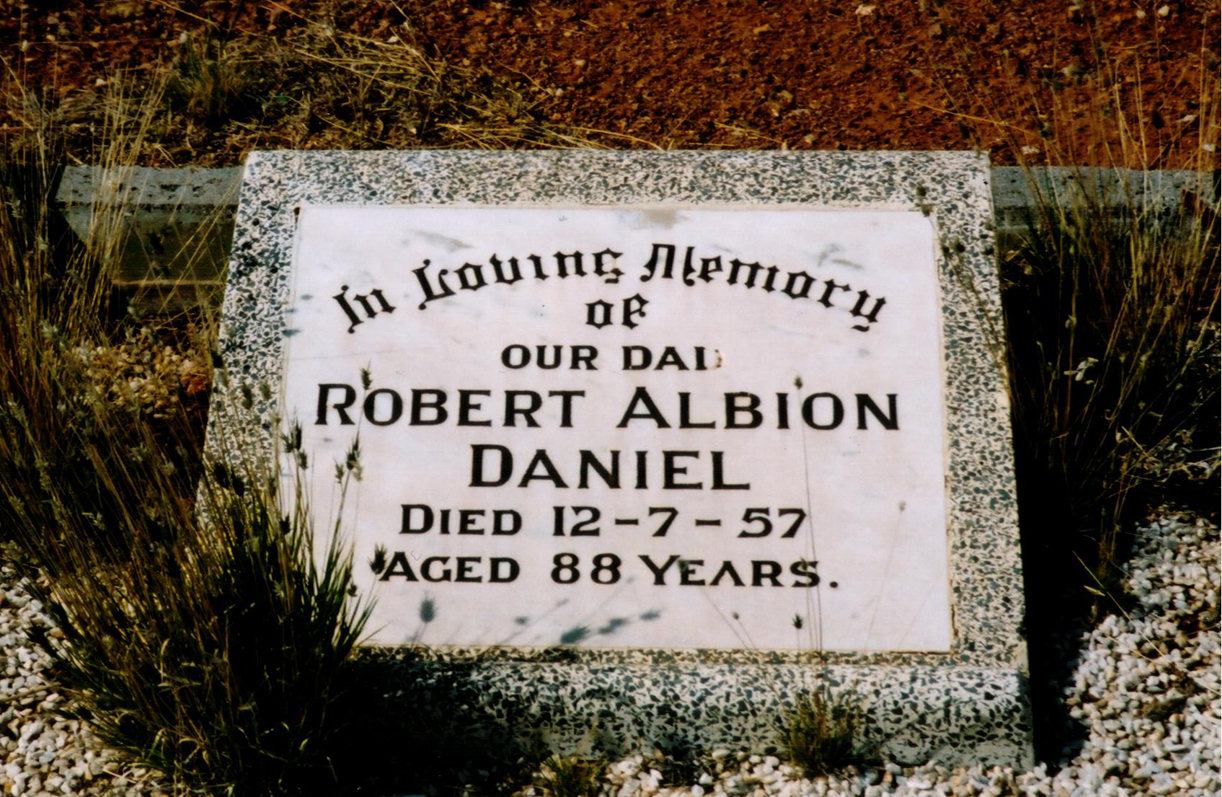 In Loving Memory
of
OUR DAD
ROBERT ALBION
DANIEL
DIED 12-7-57
AGED 88 YEARS.